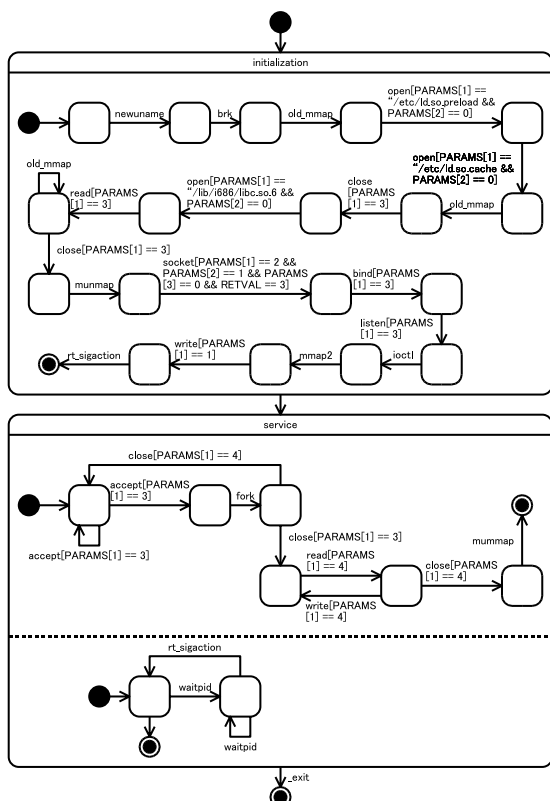 initialization
newuname
brk
old_mmap
open[PARAMS[1] ==
"/etc/ld.so.preload &&
PARAMS[2] == 0]
open[PARAMS[1] ==
"/etc/ld.so.cache &&
PARAMS[2] == 0]
old_mmap
close
[PARAMS
[1] == 3]
open[PARAMS[1] ==
"/lib/i686/libc.so.6 &&
PARAMS[2] == 0]
read[PARAMS
[1] == 3]
old_mmap
close[PARAMS[1] == 3]
munmap
socket[PARAMS[1] == 2 &&
PARAMS[2] == 1 && PARAMS
[3] == 0 && RETVAL == 3]
bind[PARAMS
[1] == 3]
listen[PARAMS
[1] == 3]
ioctl
mmap2
write[PARAMS
[1] == 1]
rt_sigaction
service
close[PARAMS[1] == 4]
accept[PARAMS
[1] == 3]
fork
accept[PARAMS[1] == 3]
close[PARAMS[1] == 3]
read[PARAMS
[1] == 4]
write[PARAMS
[1] == 4]
close[PARAMS
[1] == 4]
mummap
rt_sigaction
waitpid
waitpid
_exit